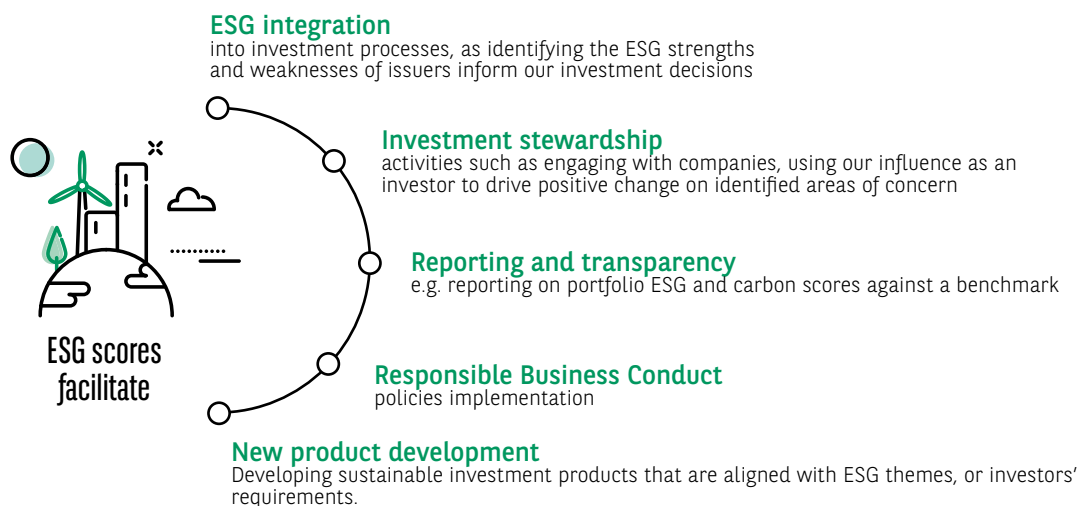 ESG integration
into investment processes, as identifying the ESG strengths
and weaknesses of issuers inform our investment decisions
Investment stewardship
activities such as engaging with companies, using our influence as an
investor to drive positive change on identified areas of concern
Reporting and transparency
e.g. reporting on portfolio ESG and carbon scores against a benchmark
ESG scores
facilitate
Responsible Business Conduct
policies implementation
New product development
Developing sustainable investment products that are aligned with ESG themes, or investors’
requirements.